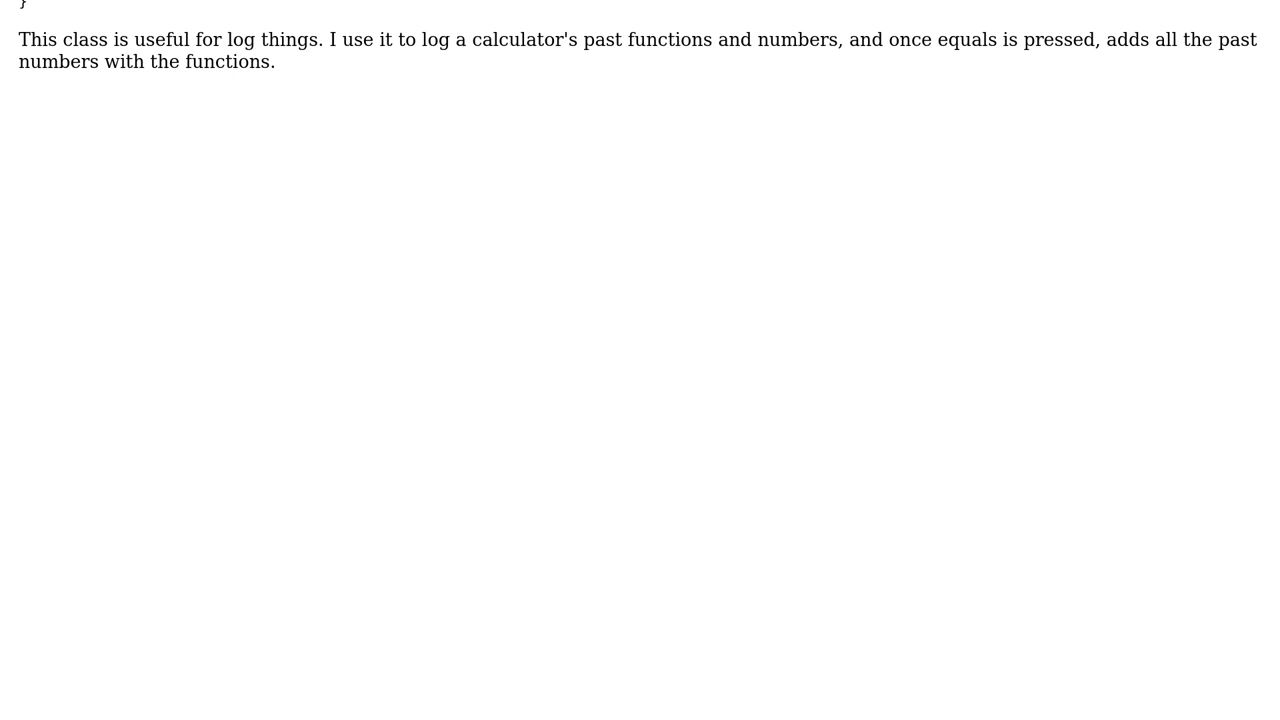 }
This class is useful for log things. I use it to log a calculator's past functions and numbers, and once equals is pressed, adds all the past
numbers with the functions.